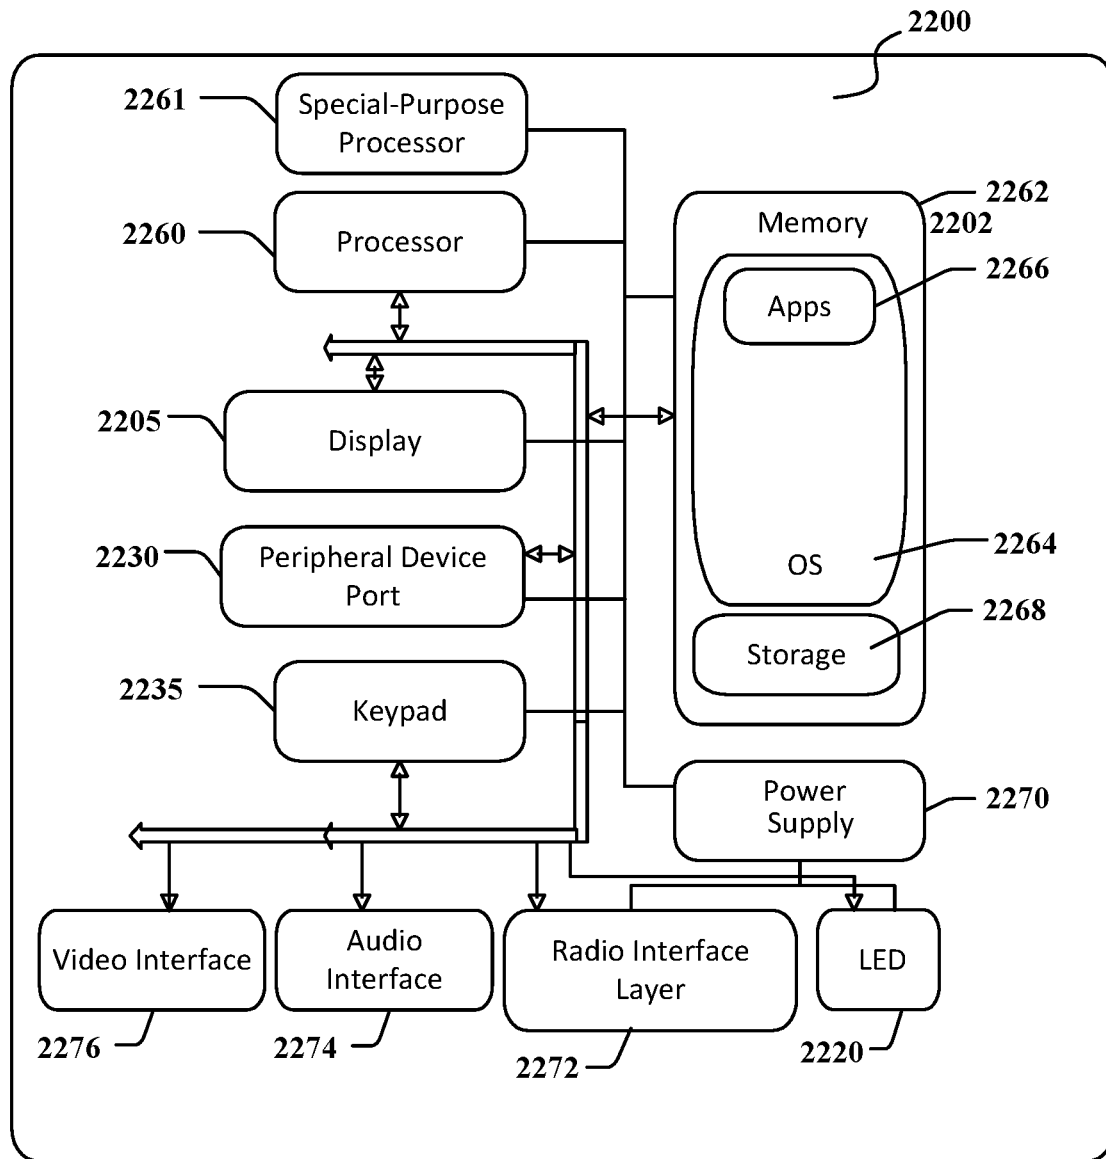 2200
2261
Special-Purpose
Processor
2262
2202
Memory
2260
Processor
2266
Apps
2205
Display
2230
Peripheral Device
Port
2264
OS
2268
Storage
2235
Keypad
2270
Power
Supply
Video Interface
Audio
Interface
Radio Interface
Layer
LED
2276
2274
2272
2220